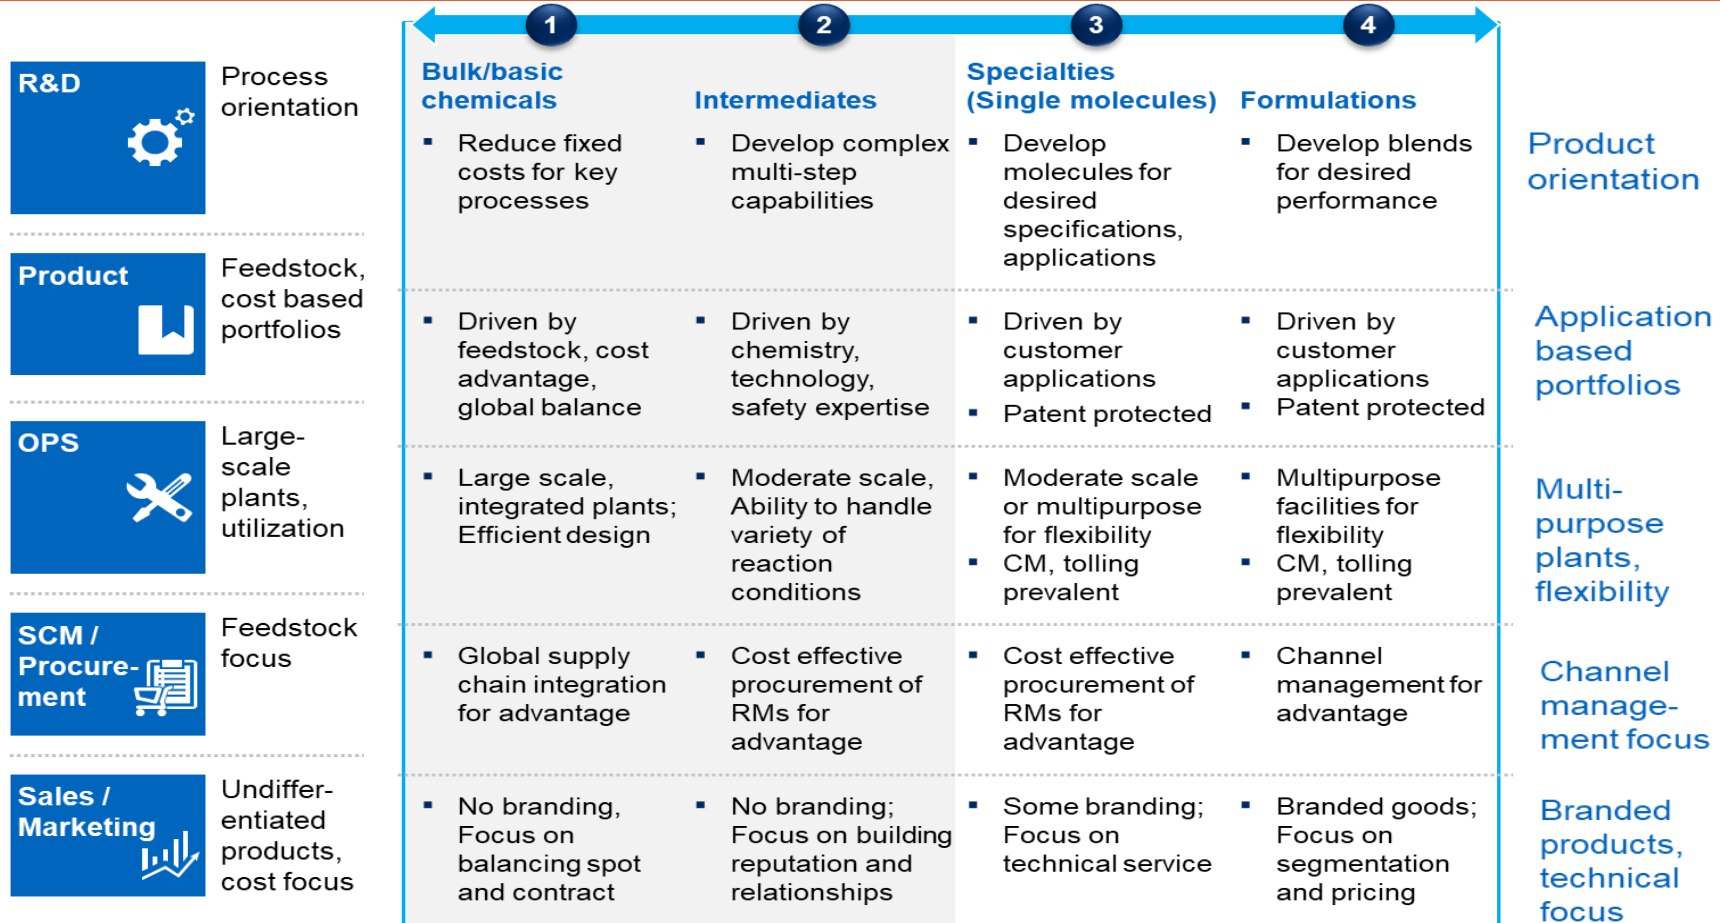 1
2
3
4
R&D
Process
orientation
Bulk/basic
chemicals
Intermediates
Specialties
(Single molecules)
Formulations
▪ Reduce fixed
costs for key
processes
▪ Develop complex
multi-step
capabilities
▪ Develop
molecules for
desired
specifications,
applications
▪ Develop blends
for desired
performance
Product
orientation
Product
Feedstock,
cost based
portfolios
▪ Driven by
feedstock, cost
advantage,
global balance
▪ Driven by
chemistry,
technology,
safety expertise
▪ Driven by
customer
applications
▪ Patent protected
▪ Driven by
customer
applications
▪ Patent protected
Application
based
portfolios
OPS
Large-
scale
plants,
utilization
▪ Large scale,
integrated plants;
Efficient design
▪ Moderate scale,
Ability to handle
variety of
reaction
conditions
▪ Moderate scale
or multipurpose
for flexibility
▪ CM, tolling
prevalent
▪ Multipurpose
facilities for
flexibility
▪ CM, tolling
prevalent
Multi-
purpose
plants,
flexibility
SCM /
Procure-
ment
Feedstock
focus
▪ Global supply
chain integration
for advantage
▪ Cost effective
procurement of
RMs for
advantage
▪ Cost effective
procurement of
RMs for
advantage
▪ Channel
management for
advantage
Channel
manage-
ment focus
Sales /
Marketing
Undiffer-
entiated
products,
cost focus
▪ No branding,
Focus on
balancing spot
and contract
▪ No branding;
Focus on building
reputation and
relationships
▪ Some branding;
Focus on
technical service
▪ Branded goods;
Focus on
segmentation
and pricing
Branded
products,
technical
focus